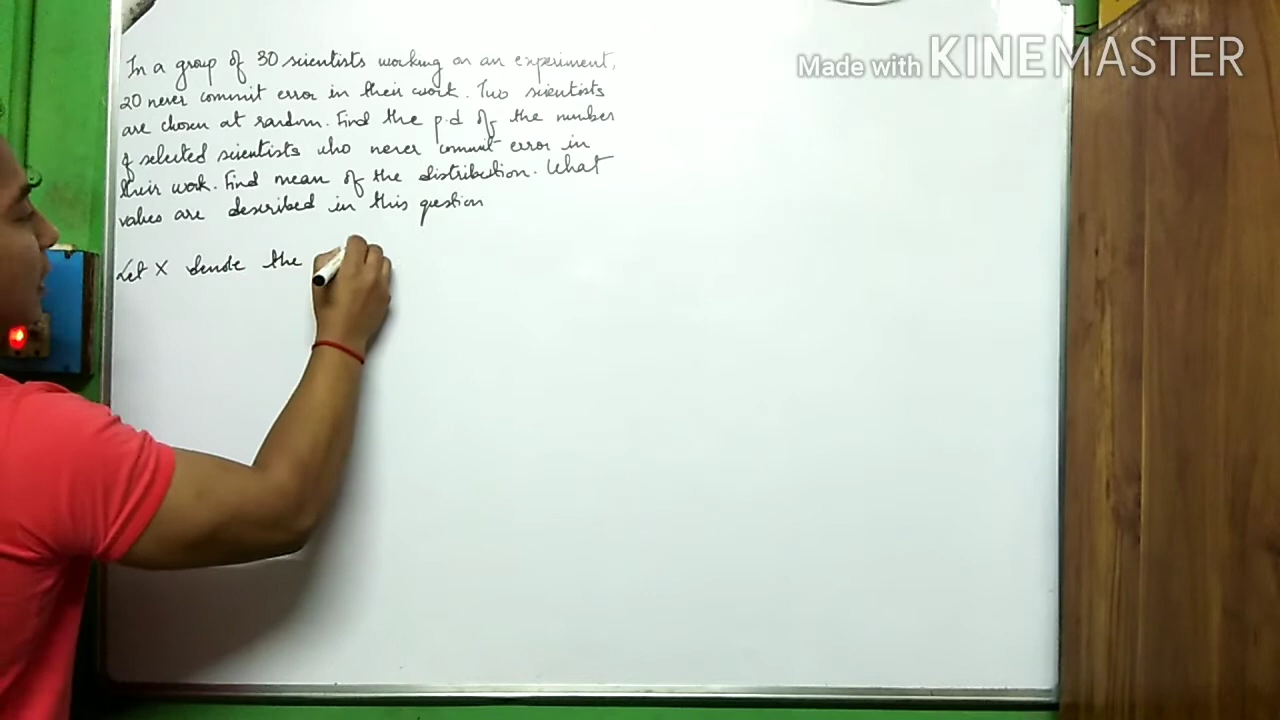 Made with KINEMASTER
In a group of 30 scientists working on an experiment,
20 never commit error in their work. Two scientists
are chosen at random. Find the p.d of the number
of selected scientists who never commit error in
their work. Find mean of the distribution. What
values are described in this question
Let X denote the